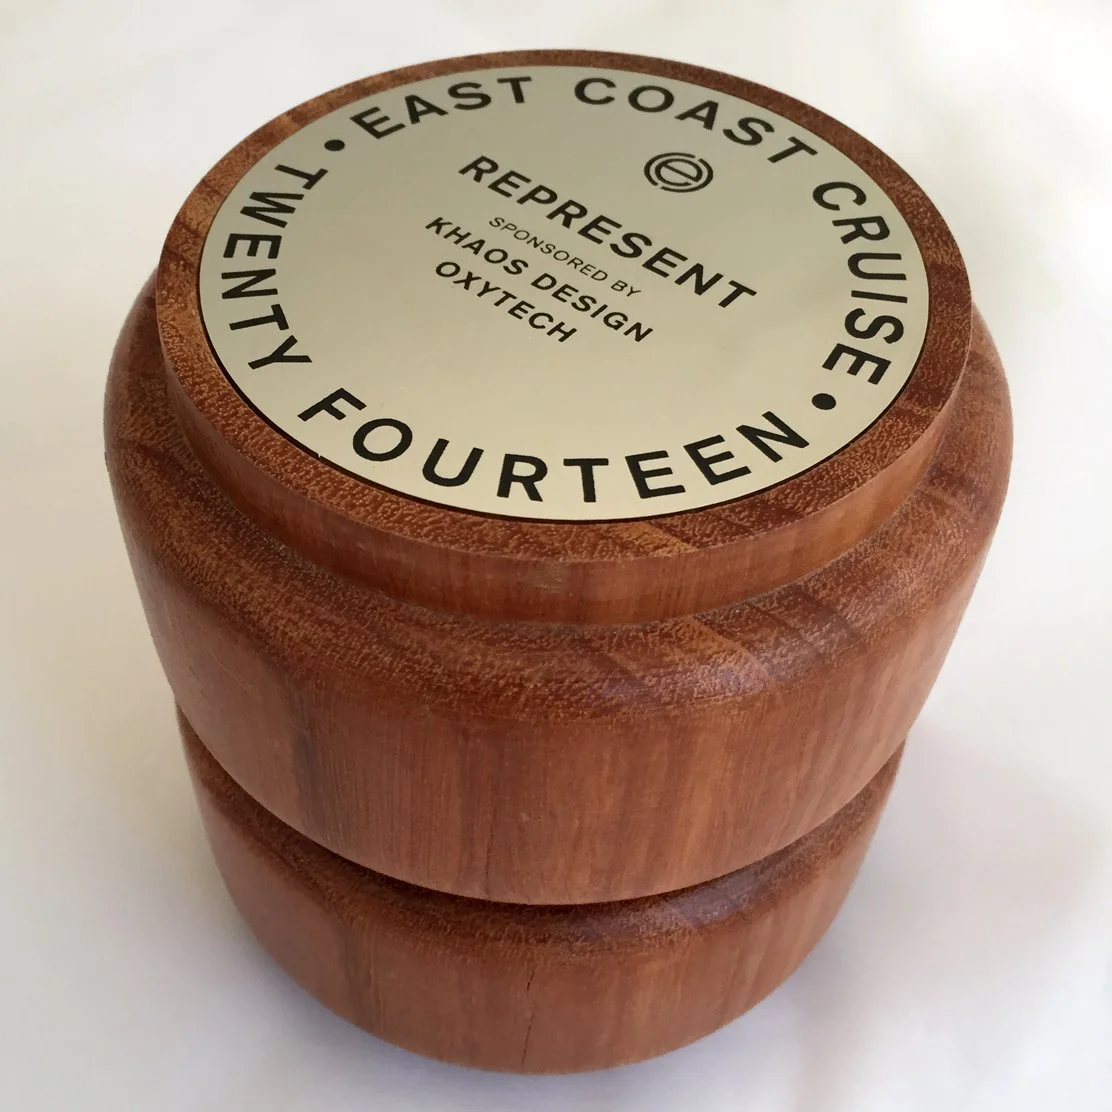 • EAST COAST CRUISE •
TWENTY FOURTEEN
REPRESENT
SPONSORED BY
KHAOS DESIGN
OXYTECH